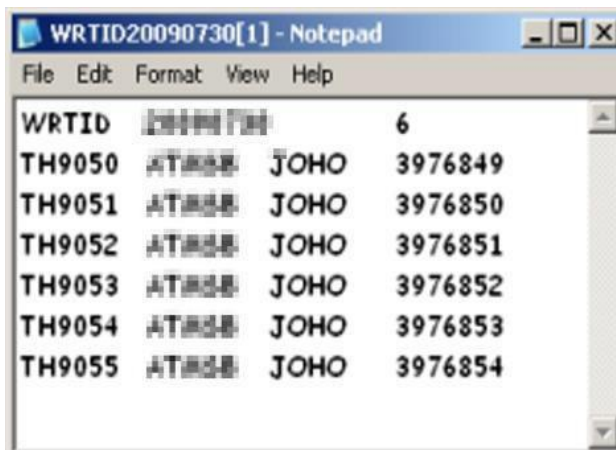 WRTID20090730[1] - Notepad
File Edit Format View Help
WRTID 6
TH9050 JOHO 3976849
TH9051 JOHO 3976850
TH9052 JOHO 3976851
TH9053 JOHO 3976852
TH9054 JOHO 3976853
TH9055 JOHO 3976854